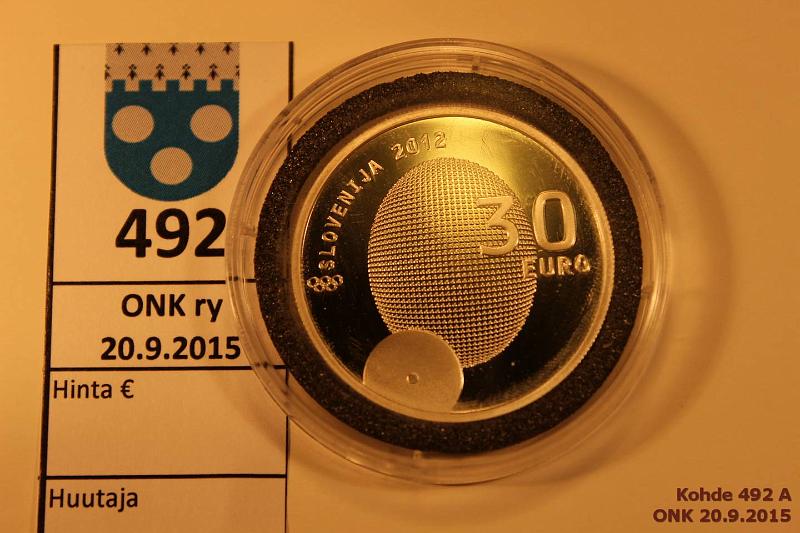 492
ONK ry
20.9.2015
Hinta €
Huutaja
SLOVENIJA 2012
30
EURO
Kohde 492 A
ONK 20.9.2015